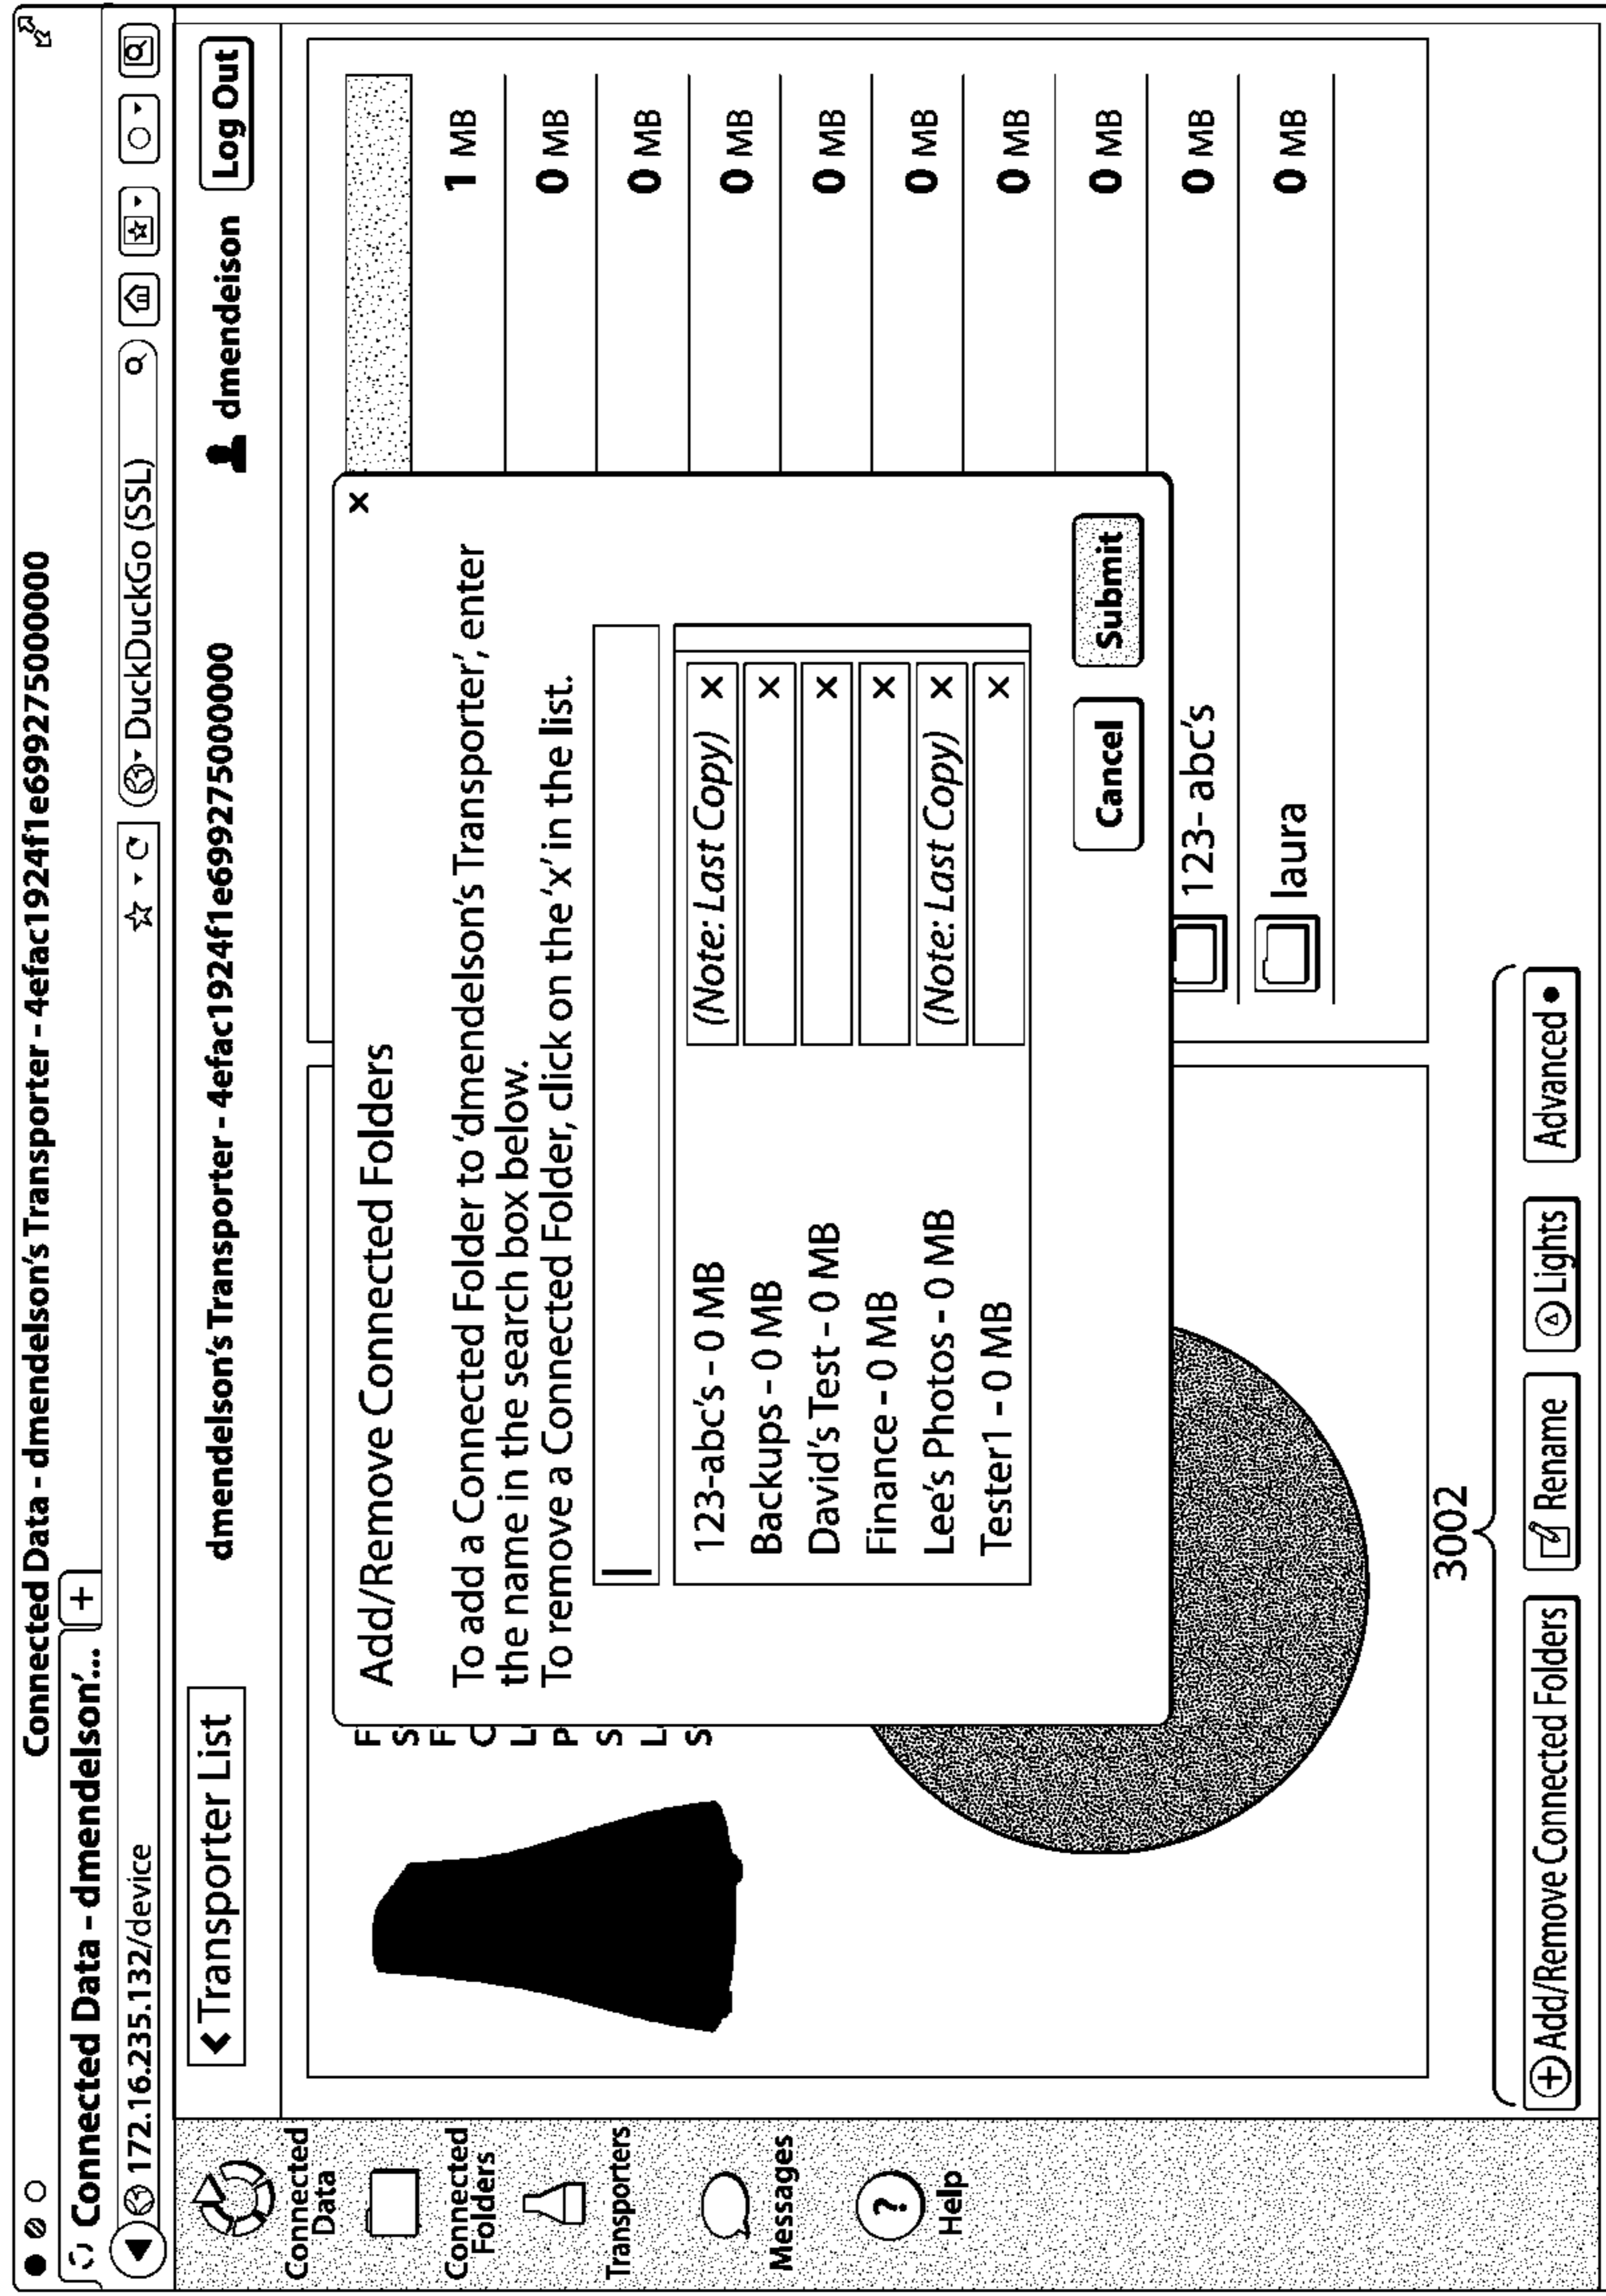 Connected Data - dmendelson's Transporter - 4efac1924f1e699275000000
Connected Data - dmendelson'... +
172.16.235.132/device
DuckDuckGo (SSL)
Transporter List
dmendelson's Transporter - 4efac1924f1e699275000000
dmendeison
Log Out
Connected
Data
Connected
Folders
Transporters
Messages
? Help
F
S
F
C
L
P
S
L
S
Add/Remove Connected Folders
x
To add a Connected Folder to 'dmendelson's Transporter', enter
the name in the search box below.
To remove a Connected Folder, click on the 'x' in the list.
123-abc's - 0 MB (Note: Last Copy) X
Backups - 0 MB X
David's Test - 0 MB X
Finance - 0 MB X
Lee's Photos - 0 MB (Note: Last Copy) X
Tester1 - 0 MB X
Cancel Submit
1 MB
0 MB
0 MB
0 MB
0 MB
0 MB
0 MB
0 MB
123- abc's 0 MB
laura 0 MB
3002
Add/Remove Connected Folders Rename Lights Advanced